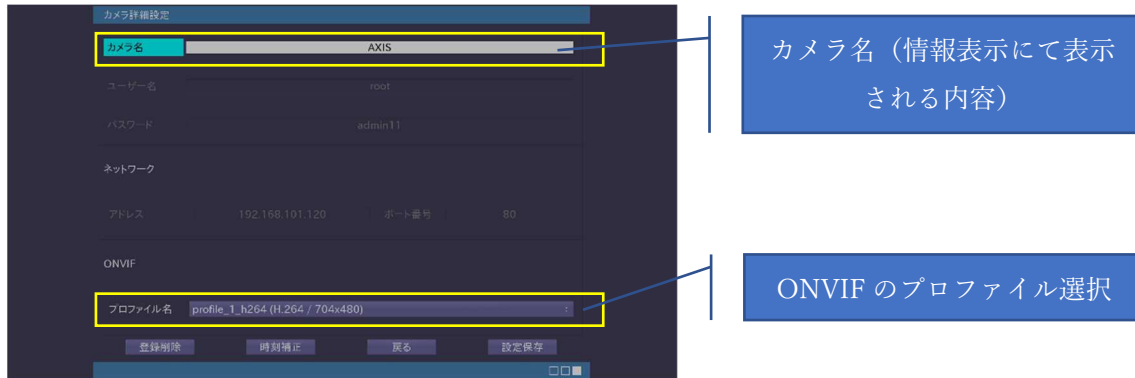 カメラ詳細設定
カメラ名 AXIS
ユーザー名 root
パスワード admin11
ネットワーク
アドレス 192.168.101.120 ポート番号 80
ONVIF
プロファイル名 profile_1_h264 (H.264 / 704x480)
登録削除 時刻補正 戻る 設定保存
カメラ名（情報表示にて表示
される内容）
ONVIF のプロファイル選択